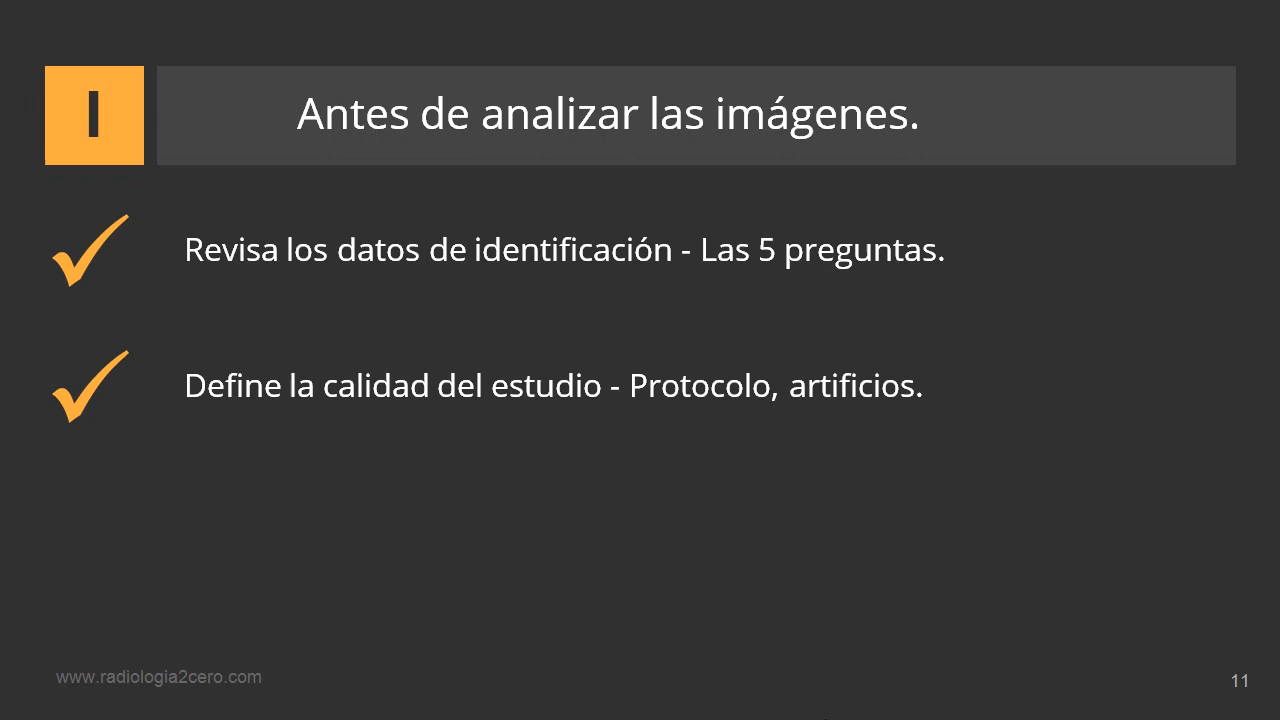 I
Antes de analizar las imágenes.
Revisa los datos de identificación - Las 5 preguntas.
Define la calidad del estudio - Protocolo, artificios.
www.radiologia2cero.com
11